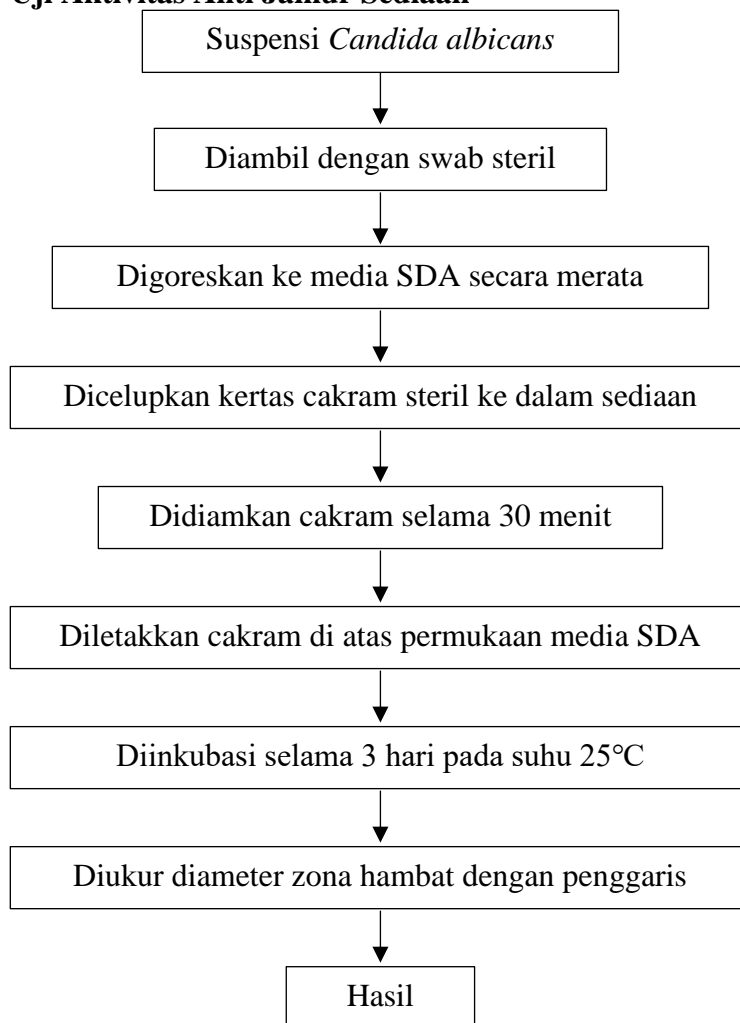 Uji Aktivitas Anti Jamur Sediaan
Suspensi Candida albicans
Diambil dengan swab steril
Digoreskan ke media SDA secara merata
Dicelupkan kertas cakram steril ke dalam sediaan
Didiamkan cakram selama 30 menit
Diletakkan cakram di atas permukaan media SDA
Diinkubasi selama 3 hari pada suhu 25℃
Diukur diameter zona hambat dengan penggaris
Hasil